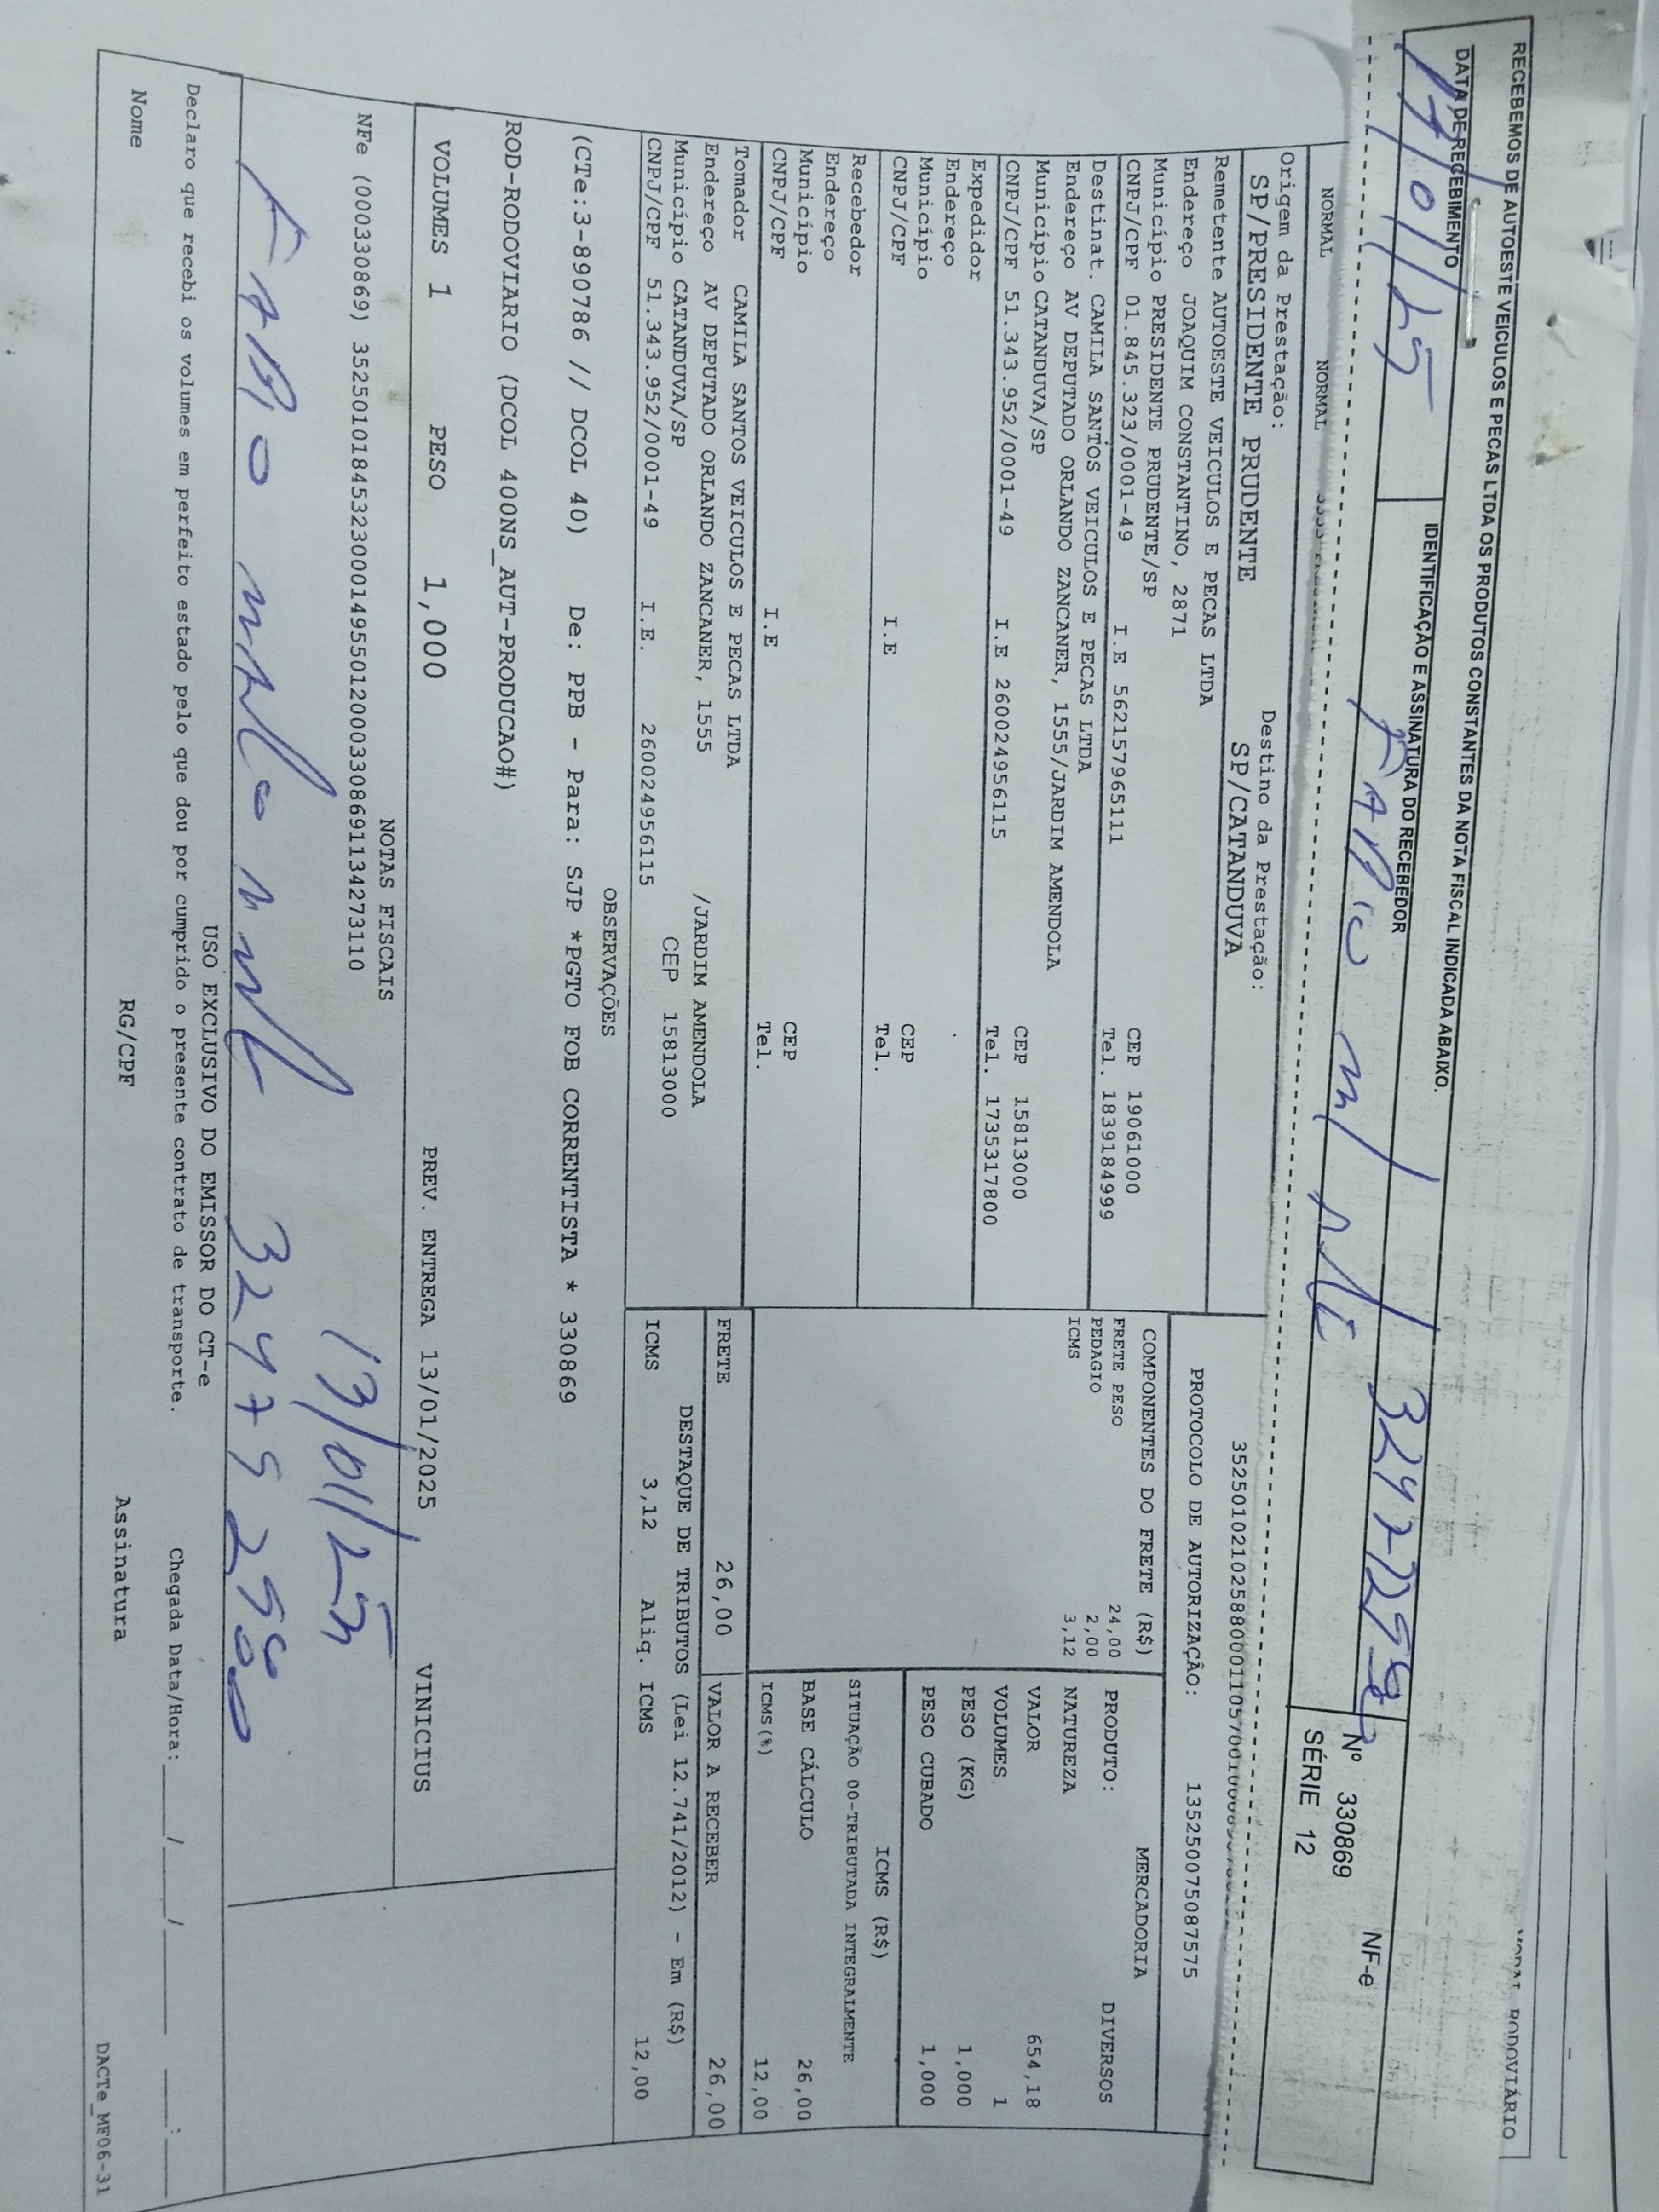 RECEBEMOS DE AUTOESTE VEICULOS E PECAS LTDA OS PRODUTOS CONSTANTES DA NOTA FISCAL INDICADA ABAIXO.
RODOVIÁRIO
DATA DE RECEBIMENTO
IDENTIFICAÇÃO E ASSINATURA DO RECEBEDOR
NF-e
Nº 330869
SÉRIE 12
NORMAL NORMAL
Origem da Prestação: Destino da Prestação:
SP/PRESIDENTE PRUDENTE SP/CATANDUVA
PROTOCOLO DE AUTORIZAÇÃO: 135250075087575
Remetente AUTOESTE VEICULOS E PECAS LTDA
Endereço JOAQUIM CONSTANTINO, 2871
Município PRESIDENTE PRUDENTE/SP CEP 19061000
CNPJ/CPF 01.845.323/0001-49 I.E 562157965111 Tel. 1839184999
Destinat. CAMILA SANTOS VEICULOS E PECAS LTDA
Endereço AV DEPUTADO ORLANDO ZANCANER, 1555/JARDIM AMENDOLA
Município CATANDUVA/SP CEP 15813000
CNPJ/CPF 51.343.952/0001-49 I.E 260024956115 Tel. 1735317800
Expedidor
Endereço
Município CEP
CNPJ/CPF I.E Tel.
Recebedor
Endereço
Município CEP
CNPJ/CPF I.E Tel.
Tomador CAMILA SANTOS VEICULOS E PECAS LTDA
Endereço AV DEPUTADO ORLANDO ZANCANER, 1555 /JARDIM AMENDOLA
Município CATANDUVA/SP CEP 15813000
CNPJ/CPF 51.343.952/0001-49 I.E. 260024956115
COMPONENTES DO FRETE (R$)
FRETE PESO 24,00
PEDAGIO 2,00
ICMS 3,12
MERCADORIA
PRODUTO: DIVERSOS
NATUREZA
VALOR 654,18
VOLUMES 1
PESO (KG) 1,000
PESO CUBADO 1,000
ICMS (R$)
SITUAÇÃO 00-TRIBUTADA INTEGRALMENTE
BASE CÁLCULO 26,00
ICMS(%) 12,00
FRETE 26,00 VALOR A RECEBER 26,00
DESTAQUE DE TRIBUTOS (Lei 12.741/2012) - Em (R$)
ICMS 3,12 Aliq. ICMS 12,00
OBSERVAÇÕES
(CTe:3-890786 // DCOL 40) De: PPB - Para: SJP *PGTO FOB CORRENTISTA * 330869
ROD-RODOVIARIO (DCOL 400NS_AUT-PRODUCAO#)
VOLUMES 1 PESO 1,000 PREV. ENTREGA 13/01/2025 VINICIUS
NOTAS FISCAIS
NFe (000330869) 35250101845323000149550120003308691134273110
13/01/25
USO EXCLUSIVO DO EMISSOR DO CT-e
Declaro que recebi os volumes em perfeito estado pelo que dou por cumprido o presente contrato de transporte. Chegada Data/Hora: ___/___/_____ ___:___
Nome RG/CPF Assinatura
DACTe_MF06-31